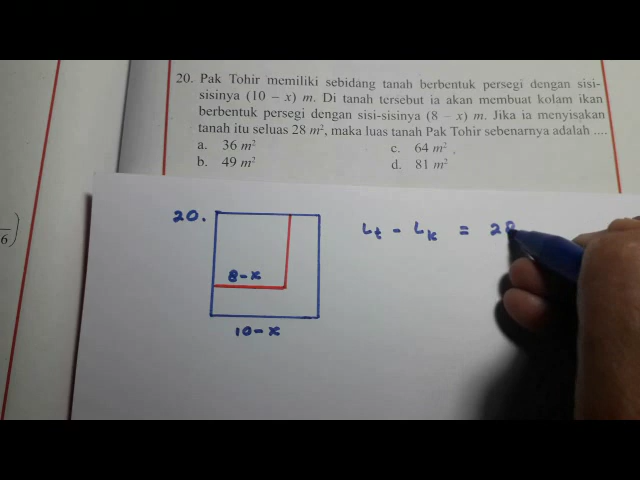 20. Pak Tohir memiliki sebidang tanah berbentuk persegi dengan sisi-
sisinya (10 – x) m. Di tanah tersebut ia akan membuat kolam ikan
berbentuk persegi dengan sisi-sisinya (8 – x) m. Jika ia menyisakan
tanah itu seluas 28 m², maka luas tanah Pak Tohir sebenarnya adalah ....
a. 36 m²
c. 64 m² .
b. 49 m²
d. 81 m²
6)
20.
8-x
10-x
Lt - Lk = 28